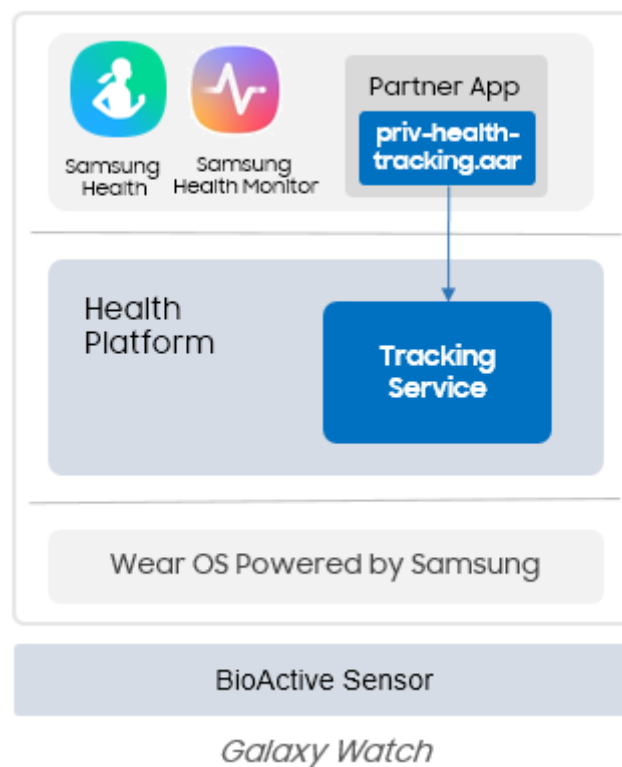 Partner App
priv-health-
tracking.aar
Samsung
Health
Samsung
Health Monitor
Health
Platform
Tracking
Service
Wear OS Powered by Samsung
BioActive Sensor
Galaxy Watch